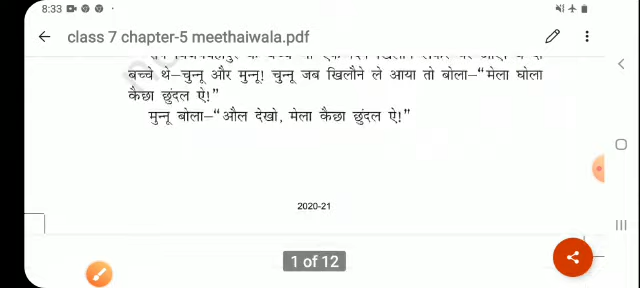 8:33
class 7 chapter-5 meethaiwala.pdf
बच्चे थे–चुन्नू और मुन्नू! चुन्नू जब खिलौने ले आया तो बोला–“मेला घोला
कैछा छुंदल ऐ!”
मुन्नू बोला–“औल देखो, मेला कैछा छुंदल ऐ!”
2020-21
1 of 12